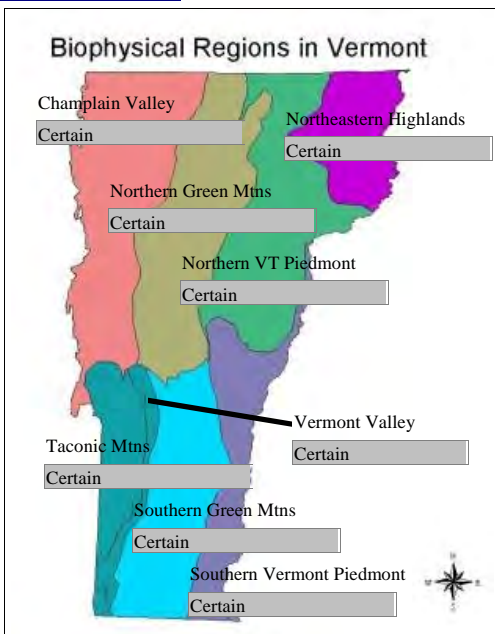 Biophysical Regions in Vermont
Champlain Valley
Certain
Northeastern Highlands
Certain
Northern Green Mtns
Certain
Northern VT Piedmont
Certain
Vermont Valley
Certain
Taconic Mtns
Certain
Southern Green Mtns
Certain
Southern Vermont Piedmont
Certain